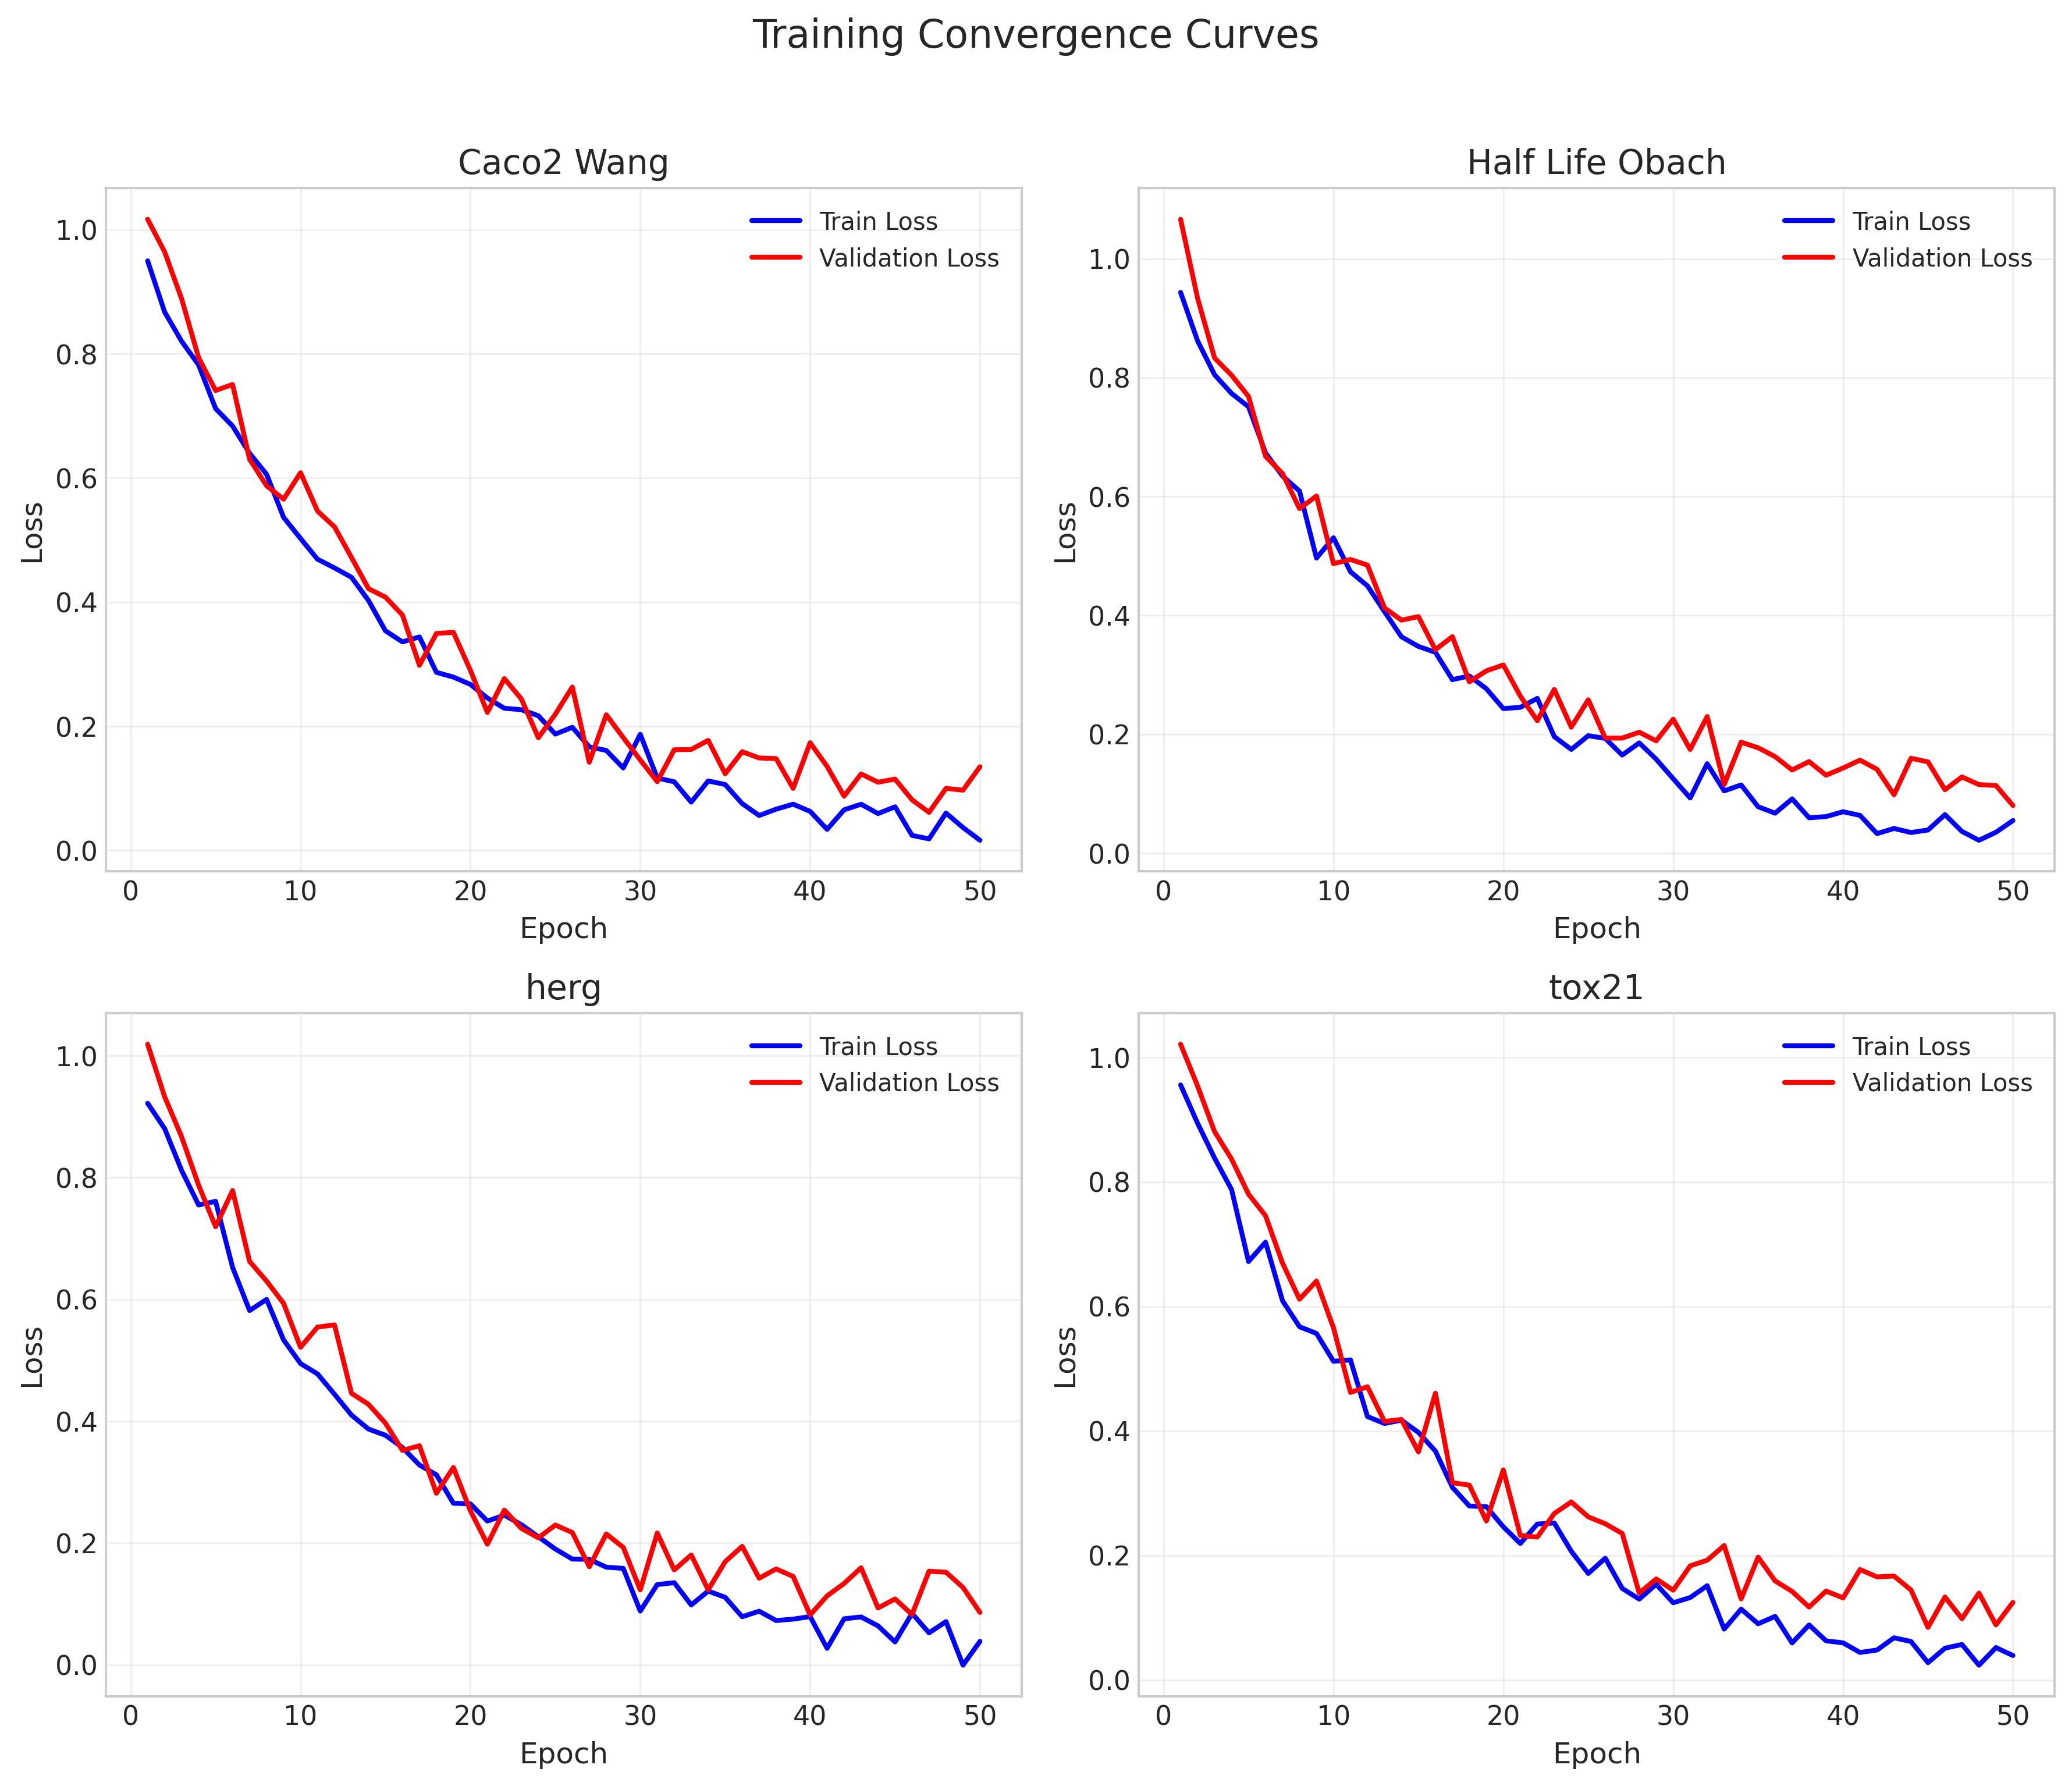 Training Convergence Curves
Caco2 Wang
Train Loss
Validation Loss
1.0
0.8
0.6
0.4
0.2
0.0
Loss
0 10 20 30 40 50
Epoch
Half Life Obach
Train Loss
Validation Loss
1.0
0.8
0.6
0.4
0.2
0.0
Loss
0 10 20 30 40 50
Epoch
herg
Train Loss
Validation Loss
1.0
0.8
0.6
0.4
0.2
0.0
Loss
0 10 20 30 40 50
Epoch
tox21
Train Loss
Validation Loss
1.0
0.8
0.6
0.4
0.2
0.0
Loss
0 10 20 30 40 50
Epoch